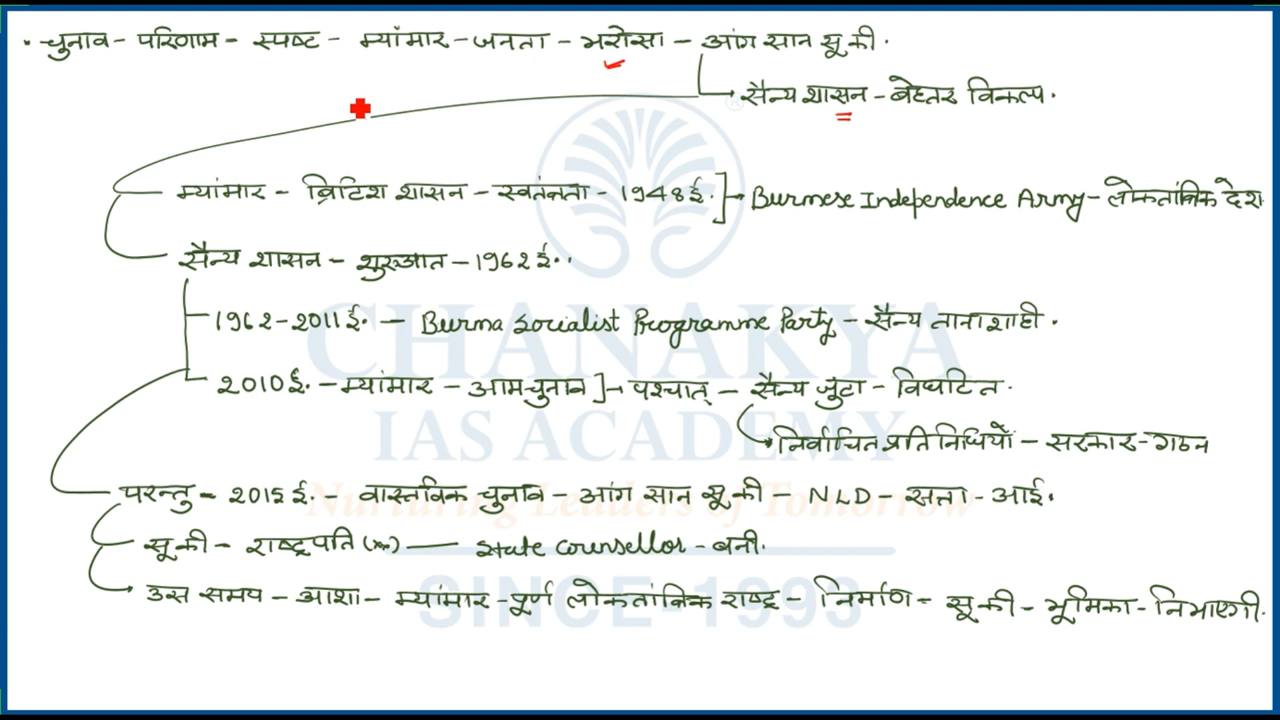 · चुनाव - परिणाम - स्पष्ट - म्यांमार - जनता - भरोसा - आंग सान सू की ·
सैन्य शासन - बेहतर विकल्प ·
म्यांमार - ब्रिटिश शासन - स्वतंत्रता - 1948 ई. ] → Burmese Independence Army - लोकतांत्रिक देश
सैन्य शासन - शुरुआत - 1962 ई. ·
1962-2011 ई. - Burma Socialist Programme Party - सैन्य तानाशाही ·
2010 ई. - म्यांमार - आम चुनाव ] - पश्चात् - सैन्य जुंटा - विघटित ·
निर्वाचित प्रतिनिधियों - सरकार - गठन
परन्तु - 2015 ई. - वास्तविक चुनाव - आंग सान सू की - NLD - सत्ता - आई ·
सू की - राष्ट्रपति (××) — State Counsellor - बनी ·
उस समय - आशा - म्यांमार - पूर्ण लोकतांत्रिक राष्ट्र - निर्माण - सू की - भूमिका - निभाएगी ·
CHANAKYA
IAS ACADEMY
Nurturing Leaders of Tomorrow
SINCE-1993